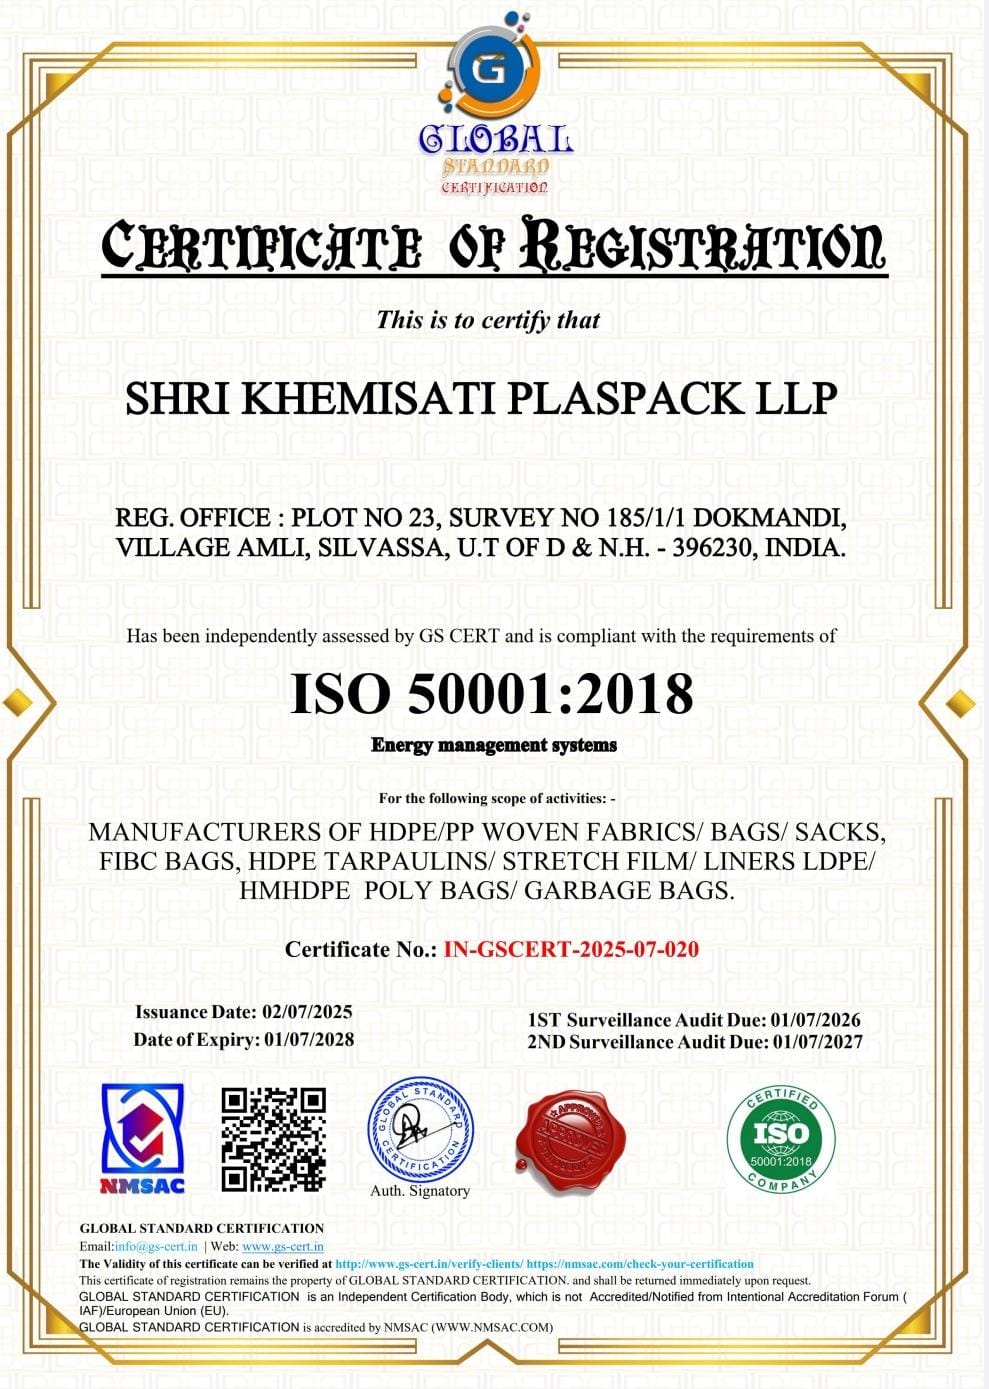 G
GLOBAL
STANDARD
CERTIFICATION
CERTIFICATE OF REGISTRATION
This is to certify that
SHRI KHEMISATI PLASPACK LLP
REG. OFFICE : PLOT NO 23, SURVEY NO 185/1/1 DOKMANDI,
VILLAGE AMLI, SILVASSA, U.T OF D & N.H. - 396230, INDIA.
Has been independently assessed by GS CERT and is compliant with the requirements of
ISO 50001:2018
Energy management systems
For the following scope of activities: -
MANUFACTURERS OF HDPE/PP WOVEN FABRICS/ BAGS/ SACKS,
FIBC BAGS, HDPE TARPAULINS/ STRETCH FILM/ LINERS LDPE/
HMHDPE POLY BAGS/ GARBAGE BAGS.
Certificate No.: IN-GSCERT-2025-07-020
Issuance Date: 02/07/2025
Date of Expiry: 01/07/2028
1ST Surveillance Audit Due: 01/07/2026
2ND Surveillance Audit Due: 01/07/2027
NMSAC
GLOBAL STANDARD
CERTIFICATION
Auth. Signatory
APPROVED
APPROVED
CERTIFIED
ISO
50001:2018
COMPANY
GLOBAL STANDARD CERTIFICATION
Email:info@gs-cert.in | Web: www.gs-cert.in
The Validity of this certificate can be verified at http://www.gs-cert.in/verify-clients/ https://nmsac.com/check-your-certification
This certificate of registration remains the property of GLOBAL STANDARD CERTIFICATION. and shall be returned immediately upon request.
GLOBAL STANDARD CERTIFICATION is an Independent Certification Body, which is not Accredited/Notified from Intentional Accreditation Forum (
IAF)/European Union (EU).
GLOBAL STANDARD CERTIFICATION is accredited by NMSAC (WWW.NMSAC.COM)